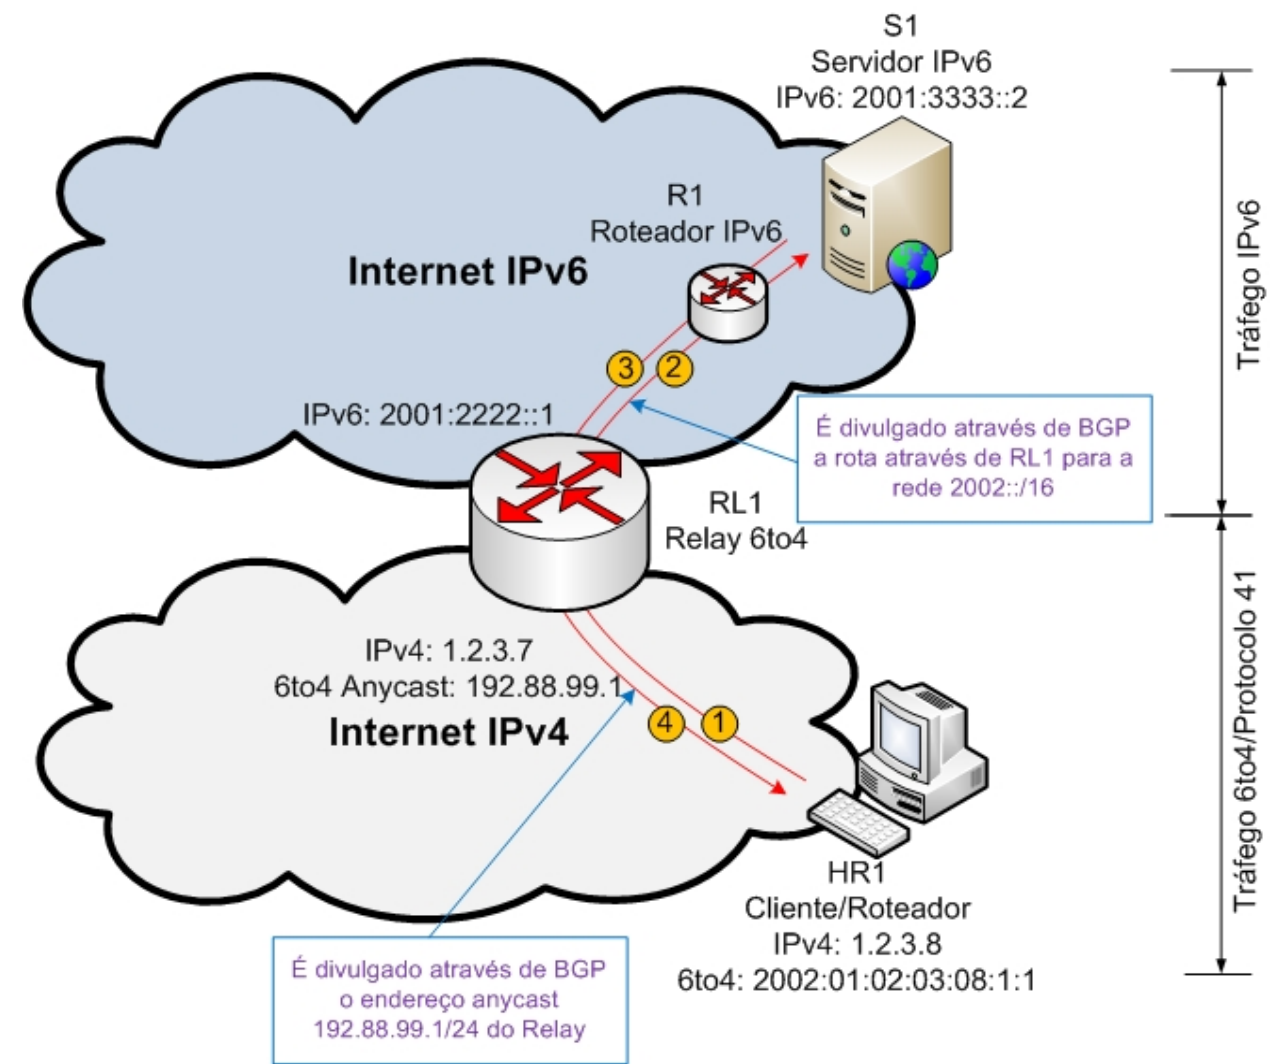 S1
Servidor IPv6
IPv6: 2001:3333::2
R1
Roteador IPv6
Internet IPv6
3
2
IPv6: 2001:2222::1
É divulgado através de BGP
a rota através de RL1 para a
rede 2002::/16
RL1
Relay 6to4
Tráfego IPv6
IPv4: 1.2.3.7
6to4 Anycast: 192.88.99.1
Internet IPv4
4
1
Tráfego 6to4/Protocolo 41
HR1
Cliente/Roteador
IPv4: 1.2.3.8
6to4: 2002:01:02:03:08:1:1
É divulgado através de BGP
o endereço anycast
192.88.99.1/24 do Relay